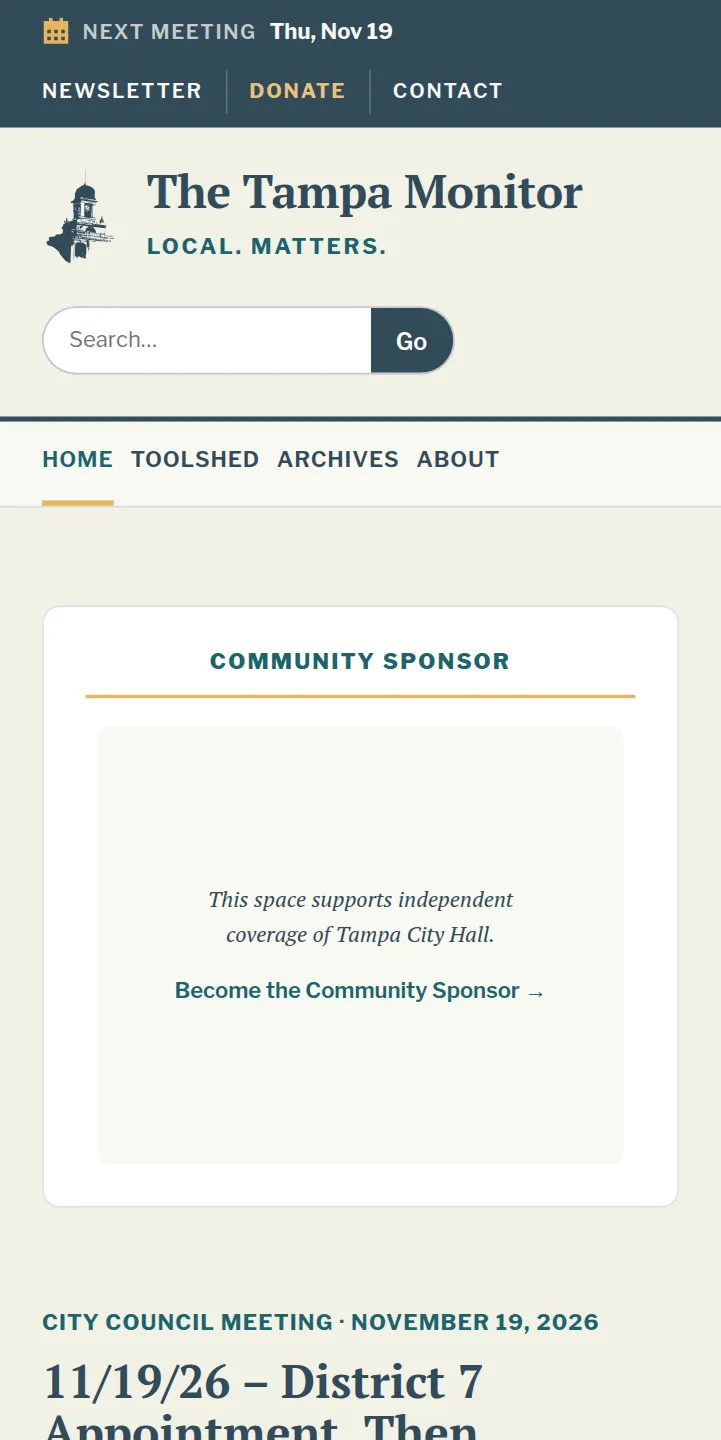 NEXT MEETING Thu, Nov 19
NEWSLETTER DONATE CONTACT
The Tampa Monitor
LOCAL. MATTERS.
Search... Go
HOME TOOLSHED ARCHIVES ABOUT
COMMUNITY SPONSOR
This space supports independent
coverage of Tampa City Hall.
Become the Community Sponsor →
CITY COUNCIL MEETING · NOVEMBER 19, 2026
11/19/26 – District 7
Appointment, Then